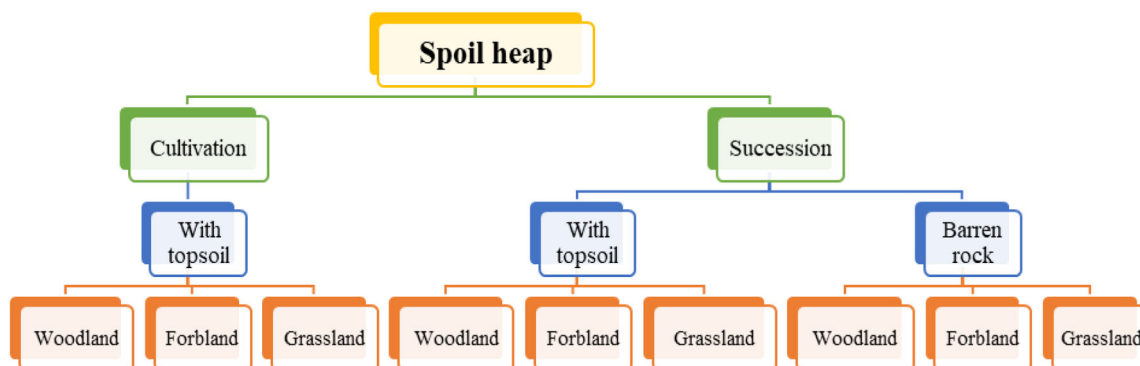 Spoil heap
Cultivation
Succession
With
topsoil
With
topsoil
Barren
rock
Woodland
Forbland
Grassland
Woodland
Forbland
Grassland
Woodland
Forbland
Grassland